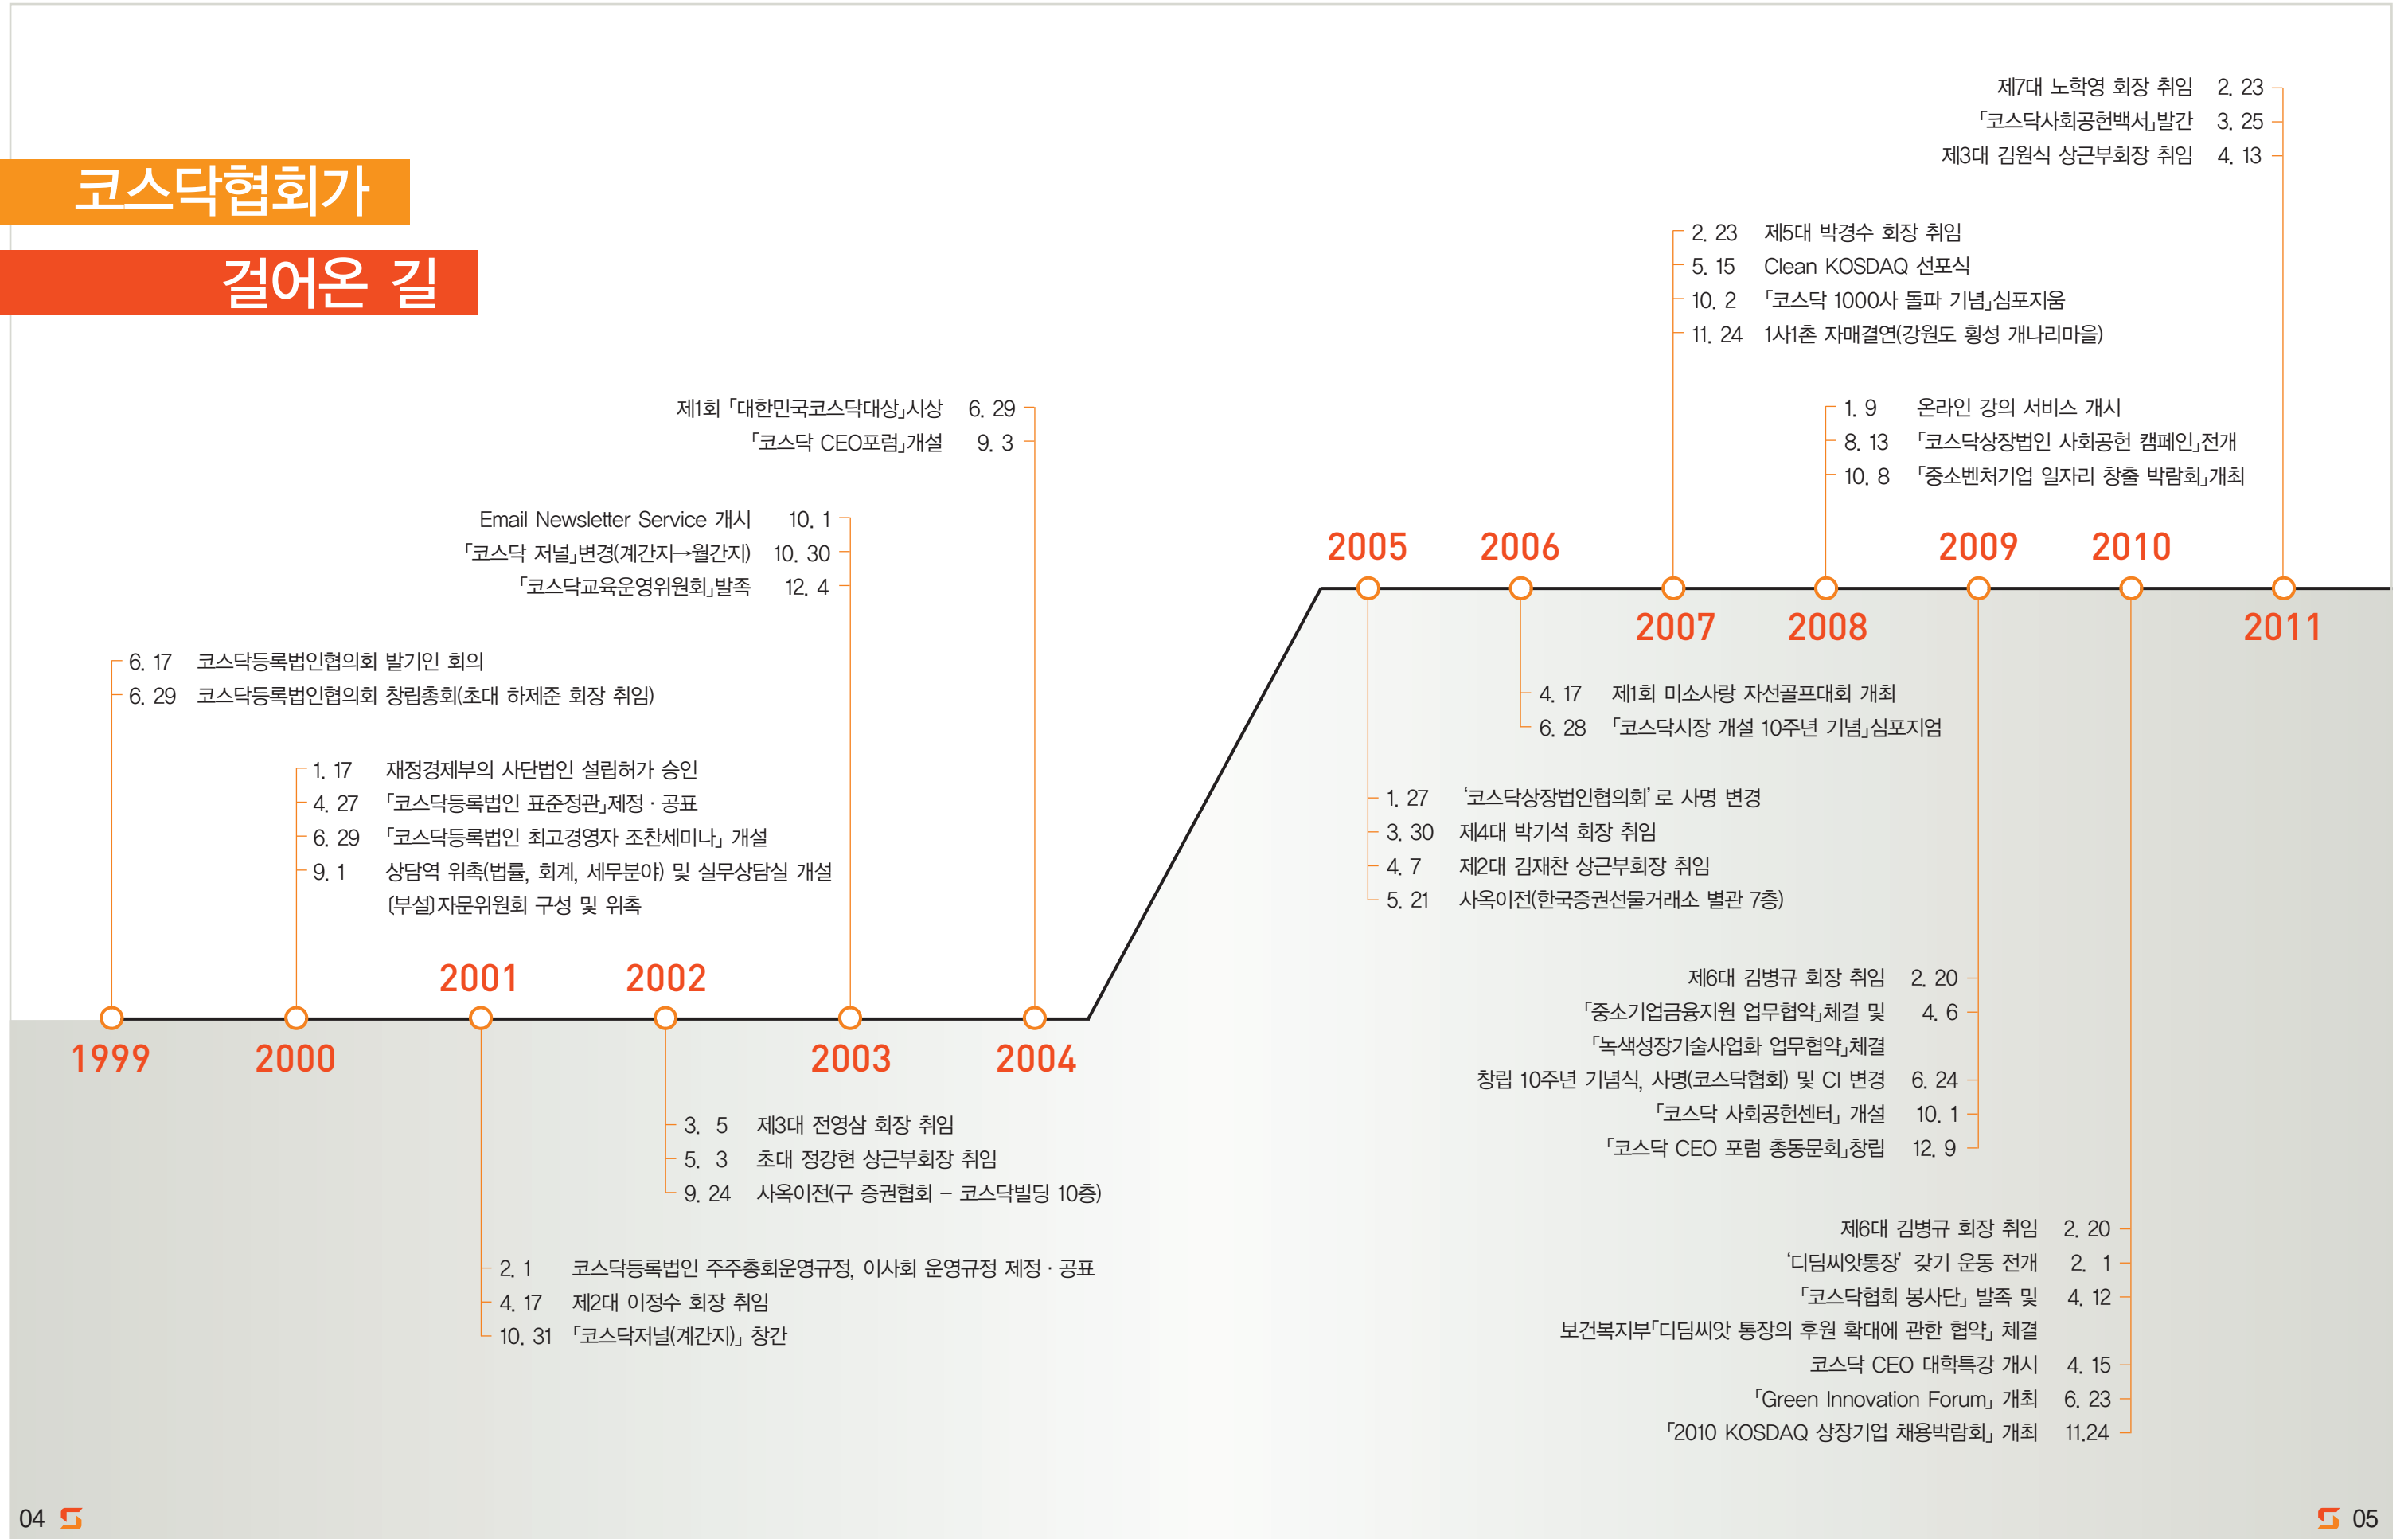 코스닥협회가
걸어온 길
6. 17 코스닥등록법인협의회 발기인 회의
6. 29 코스닥등록법인협의회 창립총회(초대 하제준 회장 취임)
1999
1. 17 재정경제부의 사단법인 설립허가 승인
4. 27 「코스닥등록법인 표준정관」제정 · 공표
6. 29 「코스닥등록법인 최고경영자 조찬세미나」 개설
9. 1 상담역 위촉(법률, 회계, 세무분야) 및 실무상담실 개설
〔부설〕자문위원회 구성 및 위촉
2000
2001
2. 1 코스닥등록법인 주주총회운영규정, 이사회 운영규정 제정 · 공표
4. 17 제2대 이정수 회장 취임
10. 31 「코스닥저널(계간지)」 창간
2002
3. 5 제3대 전영삼 회장 취임
5. 3 초대 정강현 상근부회장 취임
9. 24 사옥이전(구 증권협회 – 코스닥빌딩 10층)
Email Newsletter Service 개시 10. 1
「코스닥 저널」변경(계간지→월간지) 10. 30
「코스닥교육운영위원회」발족 12. 4
2003
제1회 「대한민국코스닥대상」시상 6. 29
「코스닥 CEO포럼」개설 9. 3
2004
2005
1. 27 ‘코스닥상장법인협의회’로 사명 변경
3. 30 제4대 박기석 회장 취임
4. 7 제2대 김재찬 상근부회장 취임
5. 21 사옥이전(한국증권선물거래소 별관 7층)
2006
4. 17 제1회 미소사랑 자선골프대회 개최
6. 28 「코스닥시장 개설 10주년 기념」심포지엄
2. 23 제5대 박경수 회장 취임
5. 15 Clean KOSDAQ 선포식
10. 2 「코스닥 1000사 돌파 기념」심포지움
11. 24 1사1촌 자매결연(강원도 횡성 개나리마을)
2007
1. 9 온라인 강의 서비스 개시
8. 13 「코스닥상장법인 사회공헌 캠페인」전개
10. 8 「중소벤처기업 일자리 창출 박람회」개최
2008
2009
제6대 김병규 회장 취임 2. 20
「중소기업금융지원 업무협약」체결 및 4. 6
「녹색성장기술사업화 업무협약」체결
창립 10주년 기념식, 사명(코스닥협회) 및 CI 변경 6. 24
「코스닥 사회공헌센터」 개설 10. 1
「코스닥 CEO 포럼 총동문회」창립 12. 9
2010
제6대 김병규 회장 취임 2. 20
‘디딤씨앗통장’ 갖기 운동 전개 2. 1
「코스닥협회 봉사단」 발족 및 4. 12
보건복지부「디딤씨앗 통장의 후원 확대에 관한 협약」 체결
코스닥 CEO 대학특강 개시 4. 15
「Green Innovation Forum」 개최 6. 23
「2010 KOSDAQ 상장기업 채용박람회」 개최 11.24
제7대 노학영 회장 취임 2. 23
「코스닥사회공헌백서」발간 3. 25
제3대 김원식 상근부회장 취임 4. 13
2011
04
05